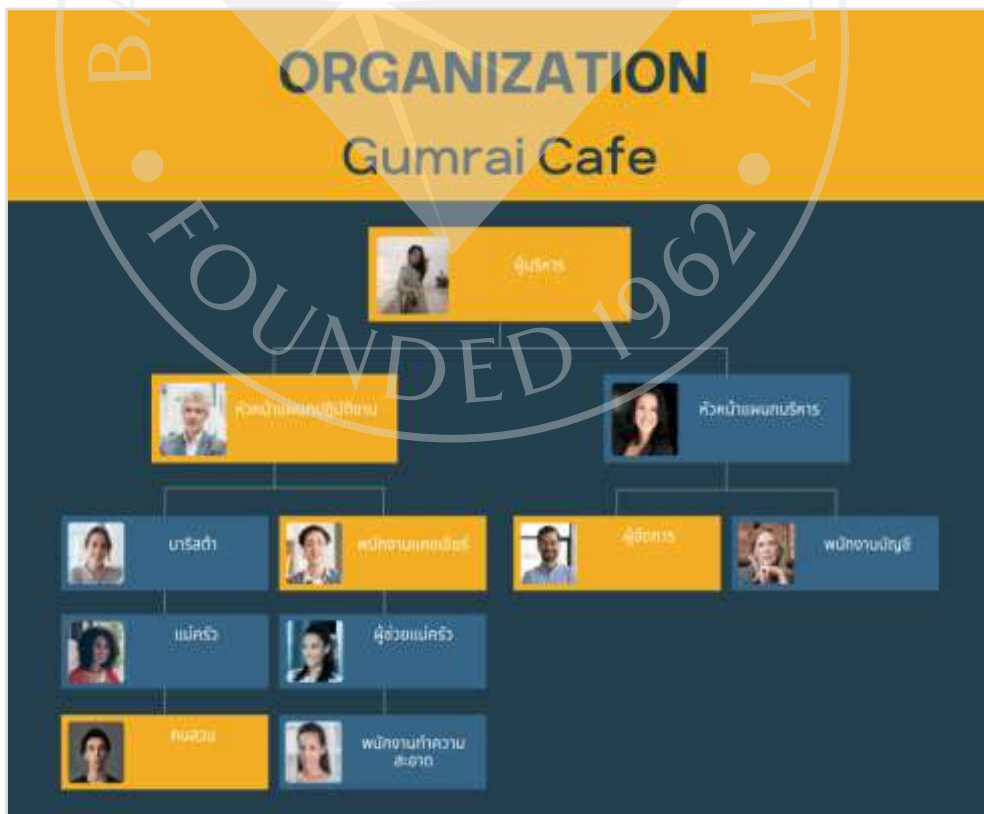 ORGANIZATION
Gumrai Cafe
ผู้บริหาร
หัวหน้าแผนกปฏิบัติงาน
หัวหน้าแผนกบริหาร
บาริสต้า
พนักงานแคชเชียร์
ผู้จัดการ
พนักงานบัญชี
แม่ครัว
ผู้ช่วยแม่ครัว
คนสวน
พนักงานทำความ
สะอาด
BA
ITY
FOUNDED 1962